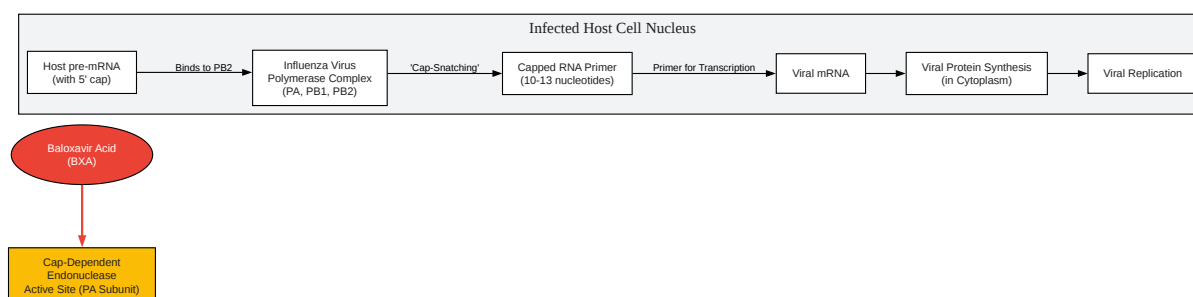 Infected Host Cell Nucleus
Host pre-mRNA
(with 5' cap)
Binds to PB2
Influenza Virus
Polymerase Complex
(PA, PB1, PB2)
'Cap-Snatching'
Capped RNA Primer
(10-13 nucleotides)
Primer for Transcription
Viral mRNA
Viral Protein Synthesis
(in Cytoplasm)
Viral Replication
Baloxavir Acid
(BXA)
Cap-Dependent
Endonuclease
Active Site (PA Subunit)